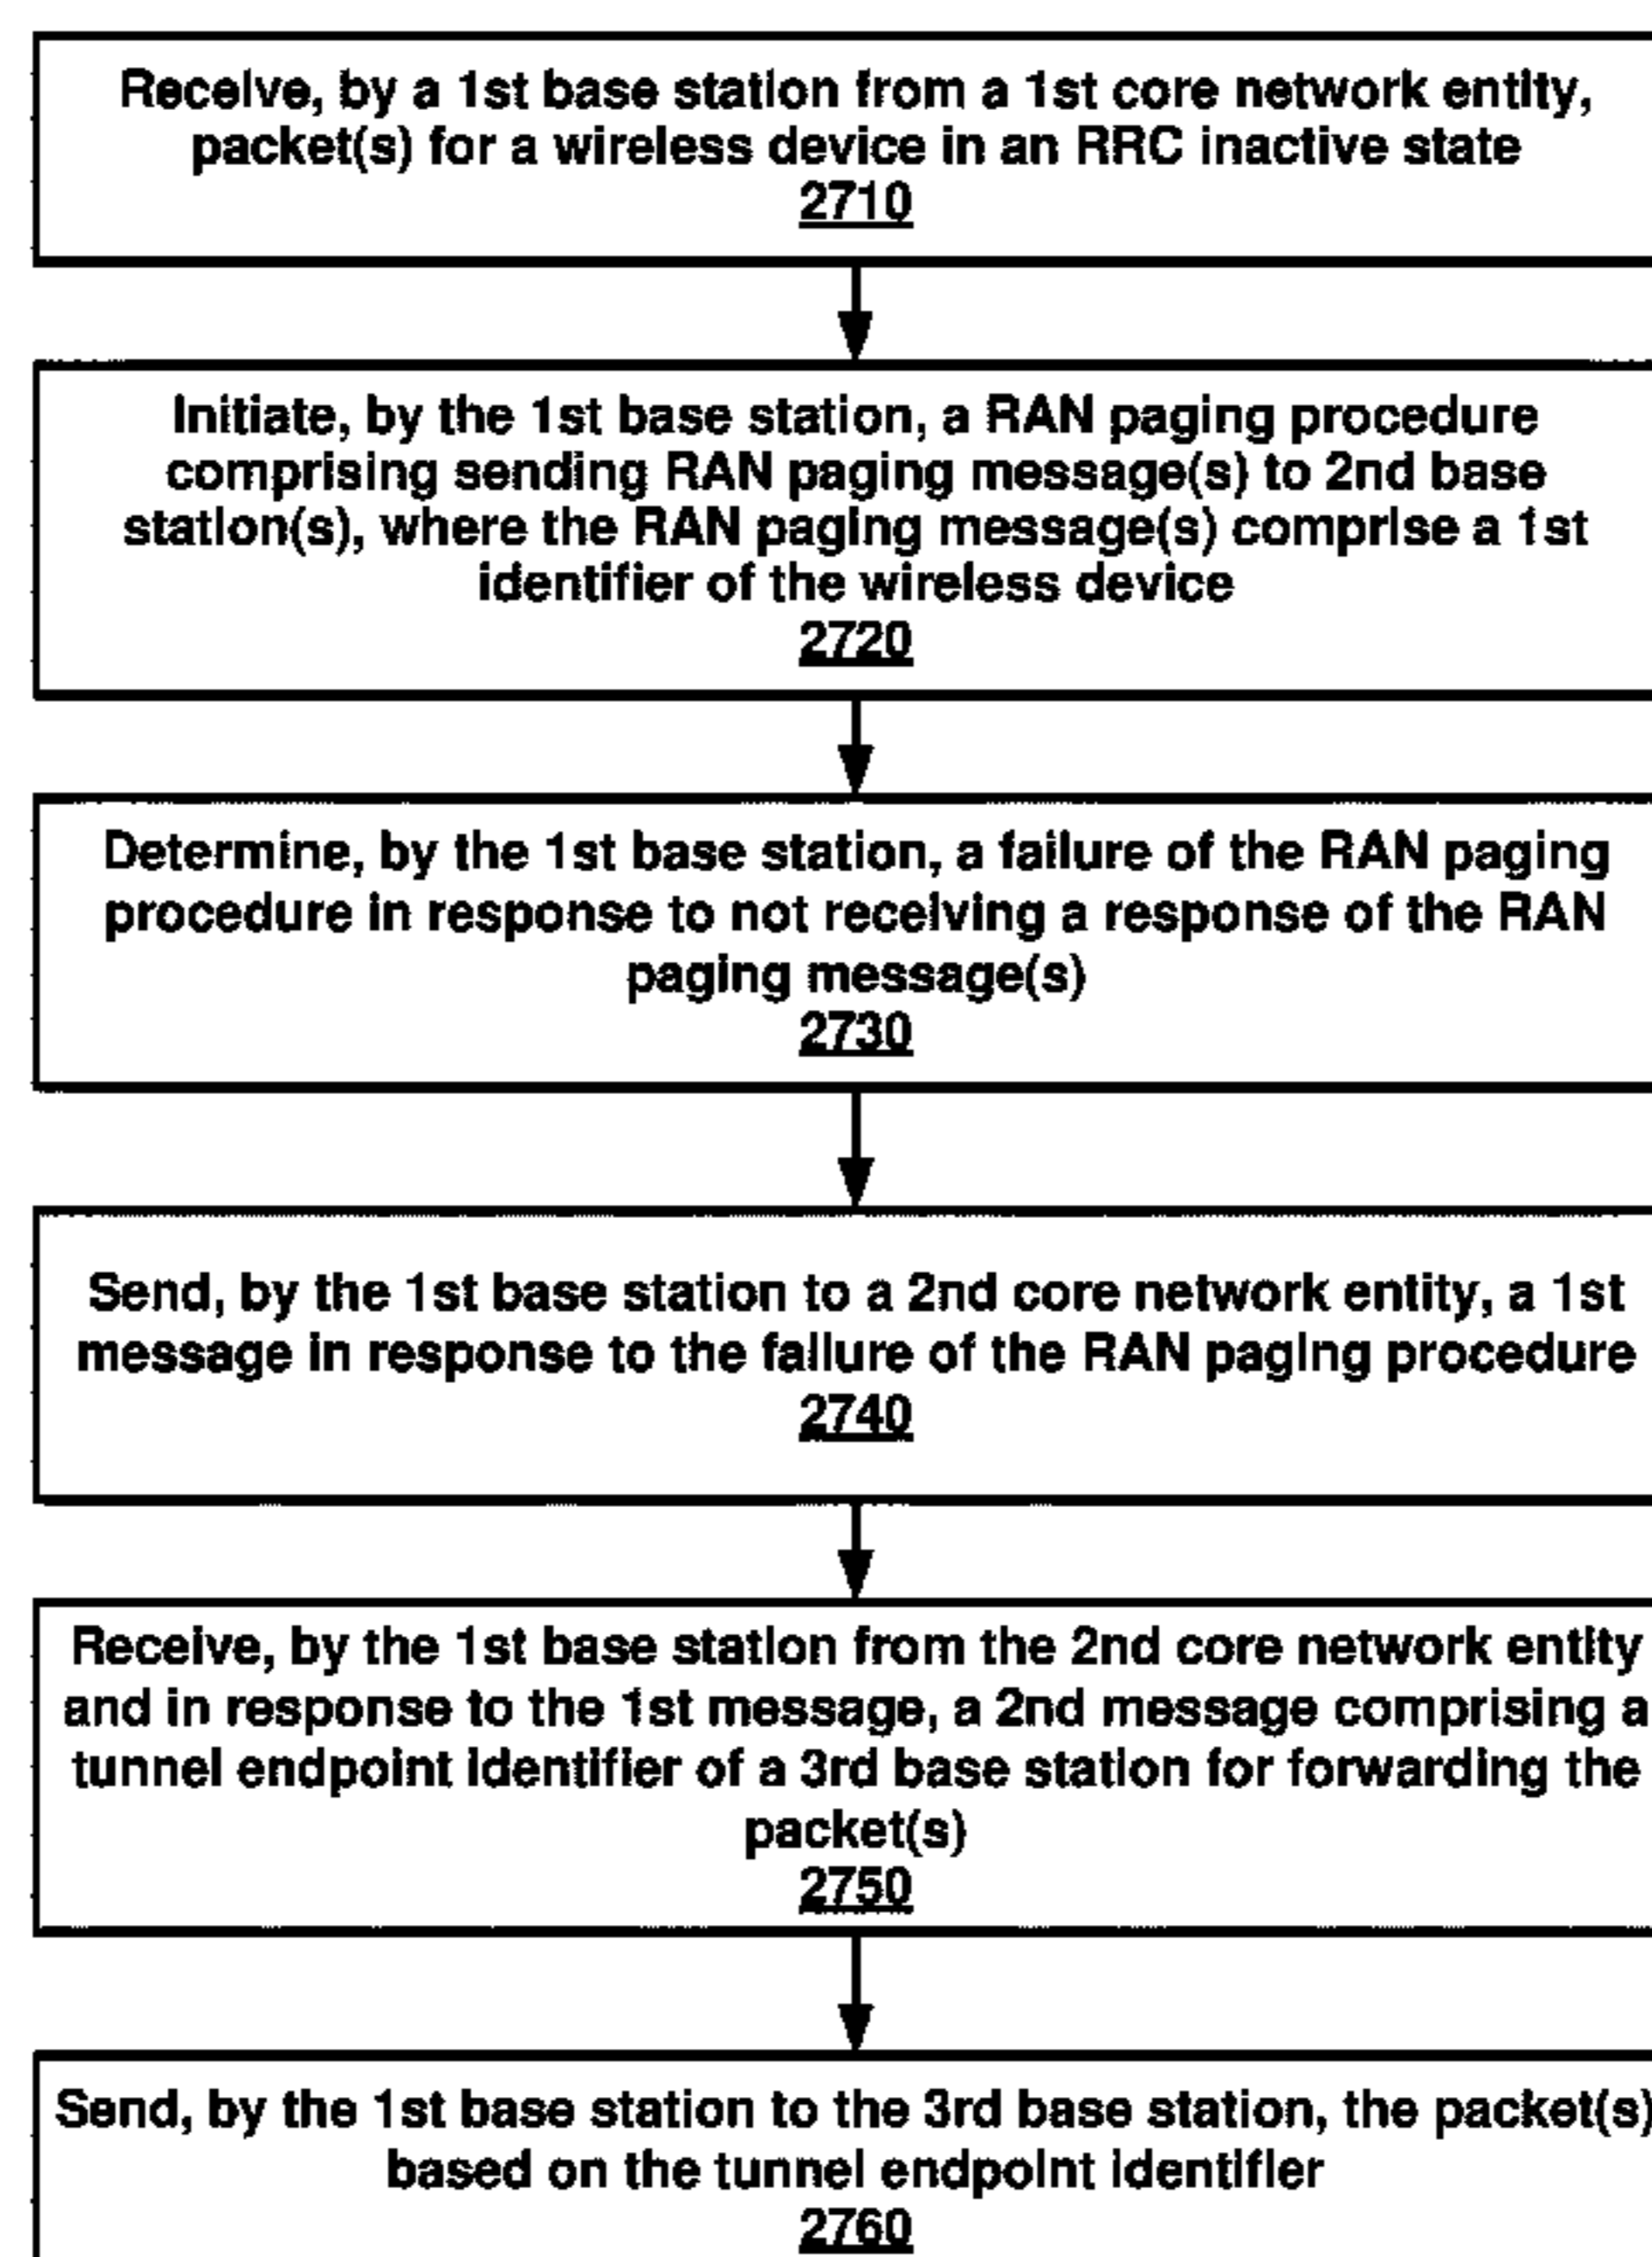 Receive, by a 1st base station from a 1st core network entity,
packet(s) for a wireless device in an RRC inactive state
2710
Initiate, by the 1st base station, a RAN paging procedure
comprising sending RAN paging message(s) to 2nd base
station(s), where the RAN paging message(s) comprise a 1st
identifier of the wireless device
2720
Determine, by the 1st base station, a failure of the RAN paging
procedure in response to not receiving a response of the RAN
paging message(s)
2730
Send, by the 1st base station to a 2nd core network entity, a 1st
message in response to the failure of the RAN paging procedure
2740
Receive, by the 1st base station from the 2nd core network entity
and in response to the 1st message, a 2nd message comprising a
tunnel endpoint identifier of a 3rd base station for forwarding the
packet(s)
2750
Send, by the 1st base station to the 3rd base station, the packet(s)
based on the tunnel endpoint identifier
2760